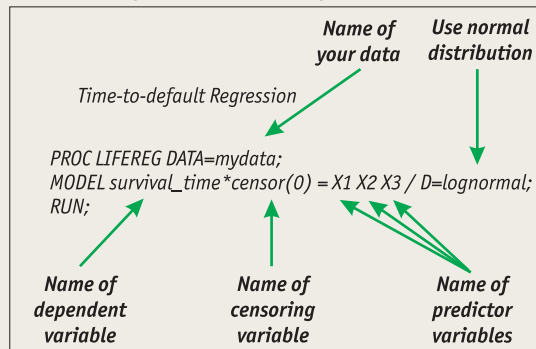 Name of
your data
Use normal
distribution
Time-to-default Regression
PROC LIFEREG DATA=mydata;
MODEL survival_time*censor(0) = X1 X2 X3 / D=lognormal;
RUN;
Name of
dependent
variable
Name of
censoring
variable
Name of
predictor
variables